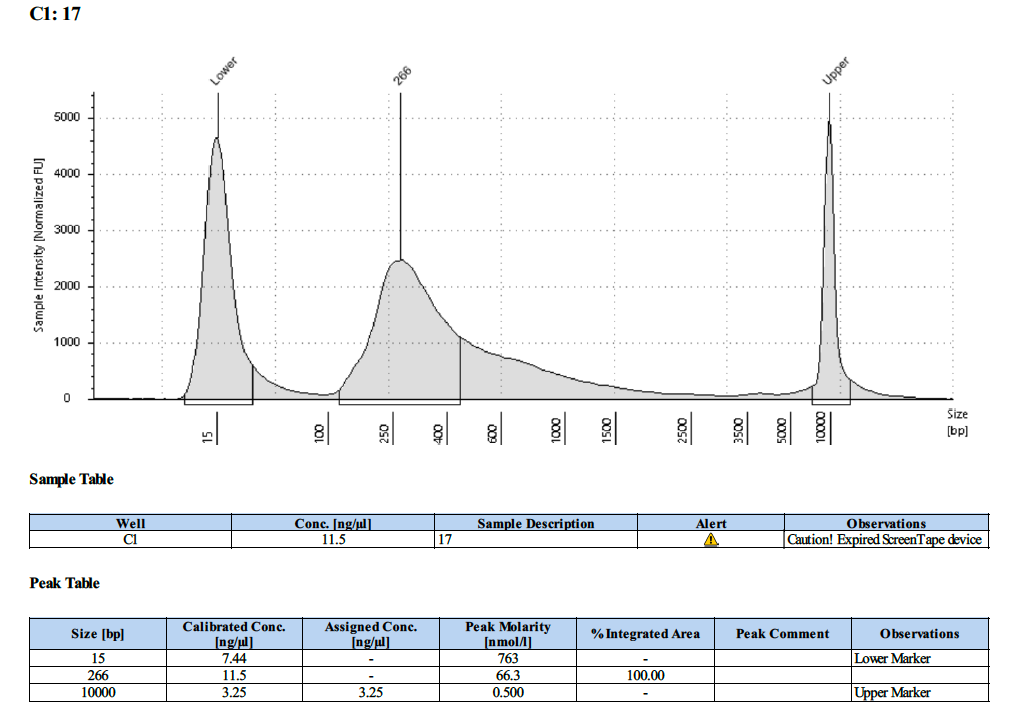 C1: 17
Lower
266
Upper
5000
4000
3000
2000
1000
0
Sample Intensity [Normalized FU]
15
100
250
400
600
1000
1500
2500
3500
5000
10000
Size
[bp]
Sample Table
Well Conc. [ng/µl] Sample Description Alert Observations
C1 11.5 17 Caution! Expired ScreenTape device
Peak Table
Size [bp] Calibrated Conc. [ng/µl] Assigned Conc. [ng/µl] Peak Molarity [nmol/l] % Integrated Area Peak Comment Observations
15 7.44 - 763 - Lower Marker
266 11.5 - 66.3 100.00
10000 3.25 3.25 0.500 - Upper Marker